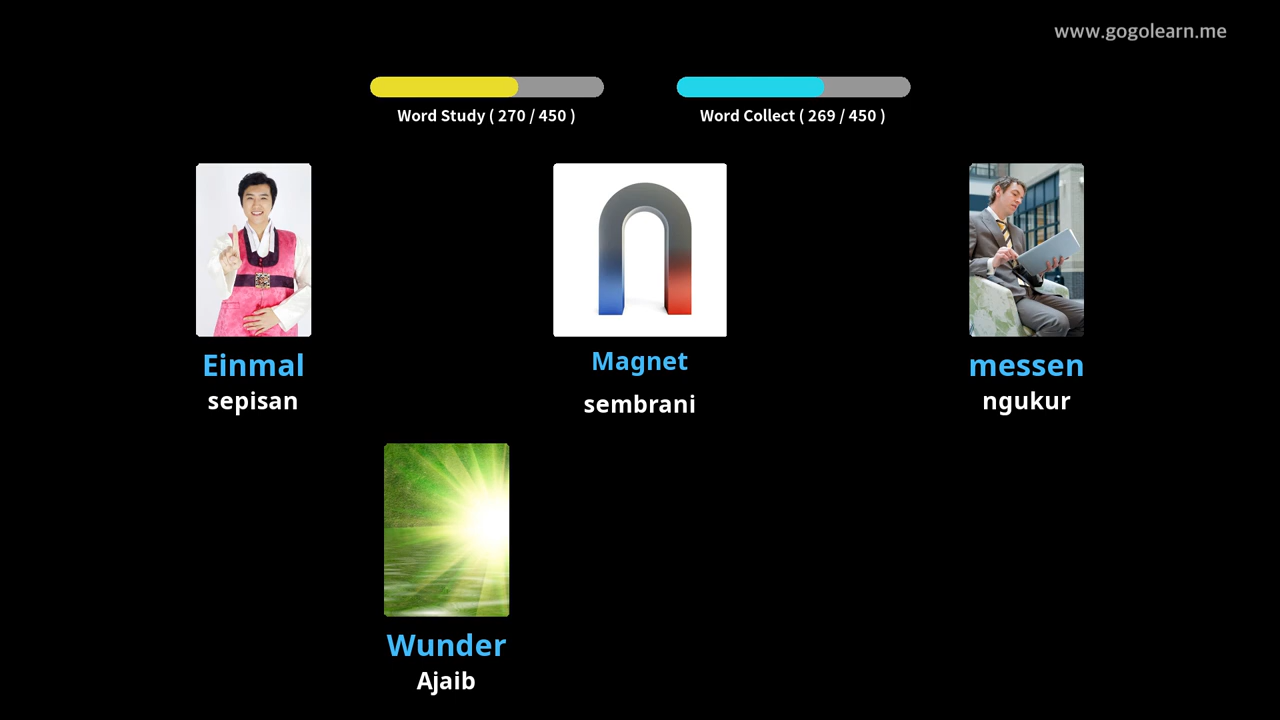 www.gogolearn.me
Word Study ( 270 / 450 )
Word Collect ( 269 / 450 )
Einmal
sepisan
Magnet
sembrani
messen
ngukur
Wunder
Ajaib